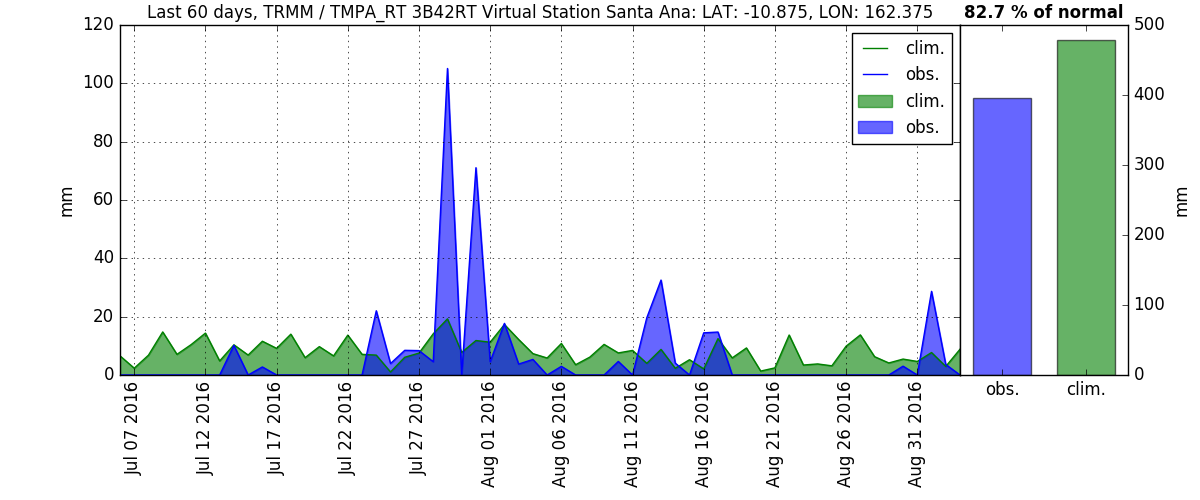 Last 60 days, TRMM / TMPA_RT 3B42RT Virtual Station Santa Ana: LAT: -10.875, LON: 162.375
82.7 % of normal
120
100
80
60
40
20
0
mm
clim.
obs.
clim.
obs.
500
400
300
200
100
0
mm
Jul 07 2016
Jul 12 2016
Jul 17 2016
Jul 22 2016
Jul 27 2016
Aug 01 2016
Aug 06 2016
Aug 11 2016
Aug 16 2016
Aug 21 2016
Aug 26 2016
Aug 31 2016
obs.
clim.